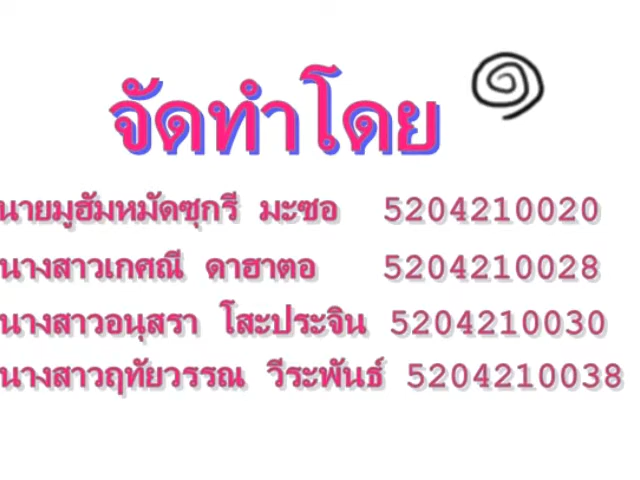 จัดทำโดย
นายมูฮัมหมัดซุกรี มะซอ 5204210020
นางสาวเกศณี ดาฮาตอ 5204210028
นางสาวอนุสรา โสะประจิน 5204210030
นางสาวฤทัยวรรณ วีระพันธ์ 5204210038